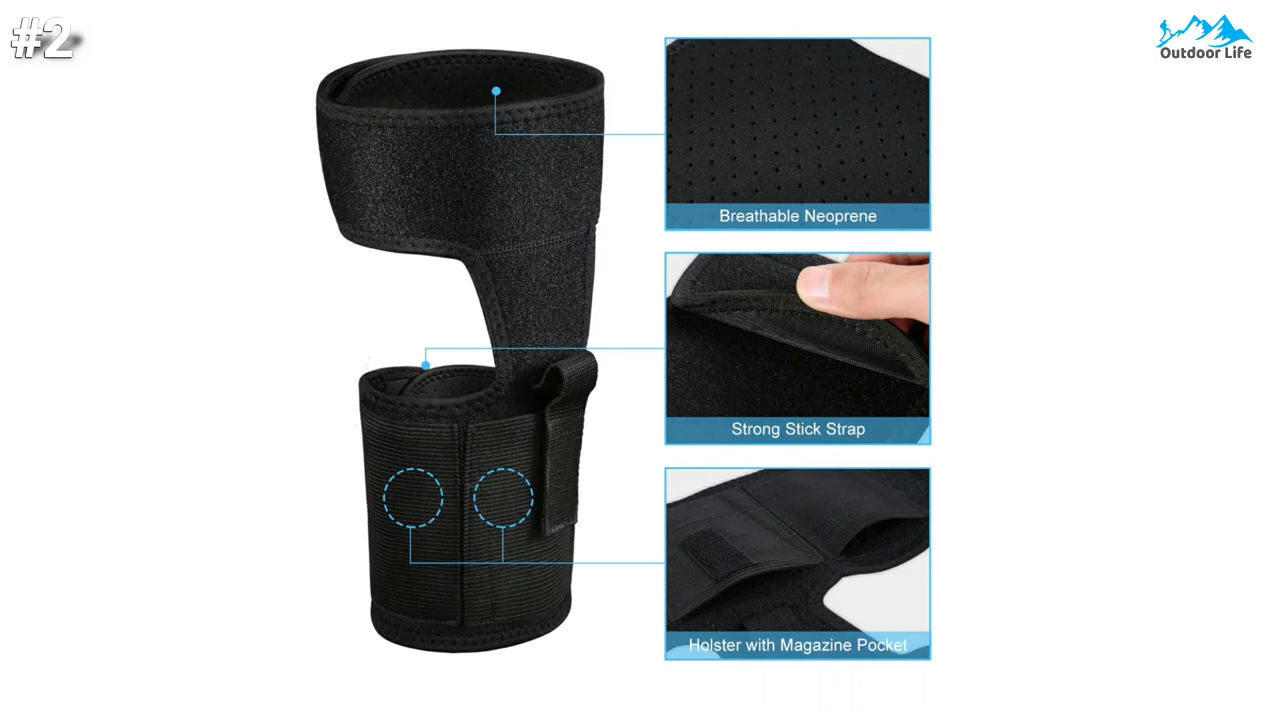 #2
Outdoor Life
Breathable Neoprene
Strong Stick Strap
Holster with Magazine Pocket